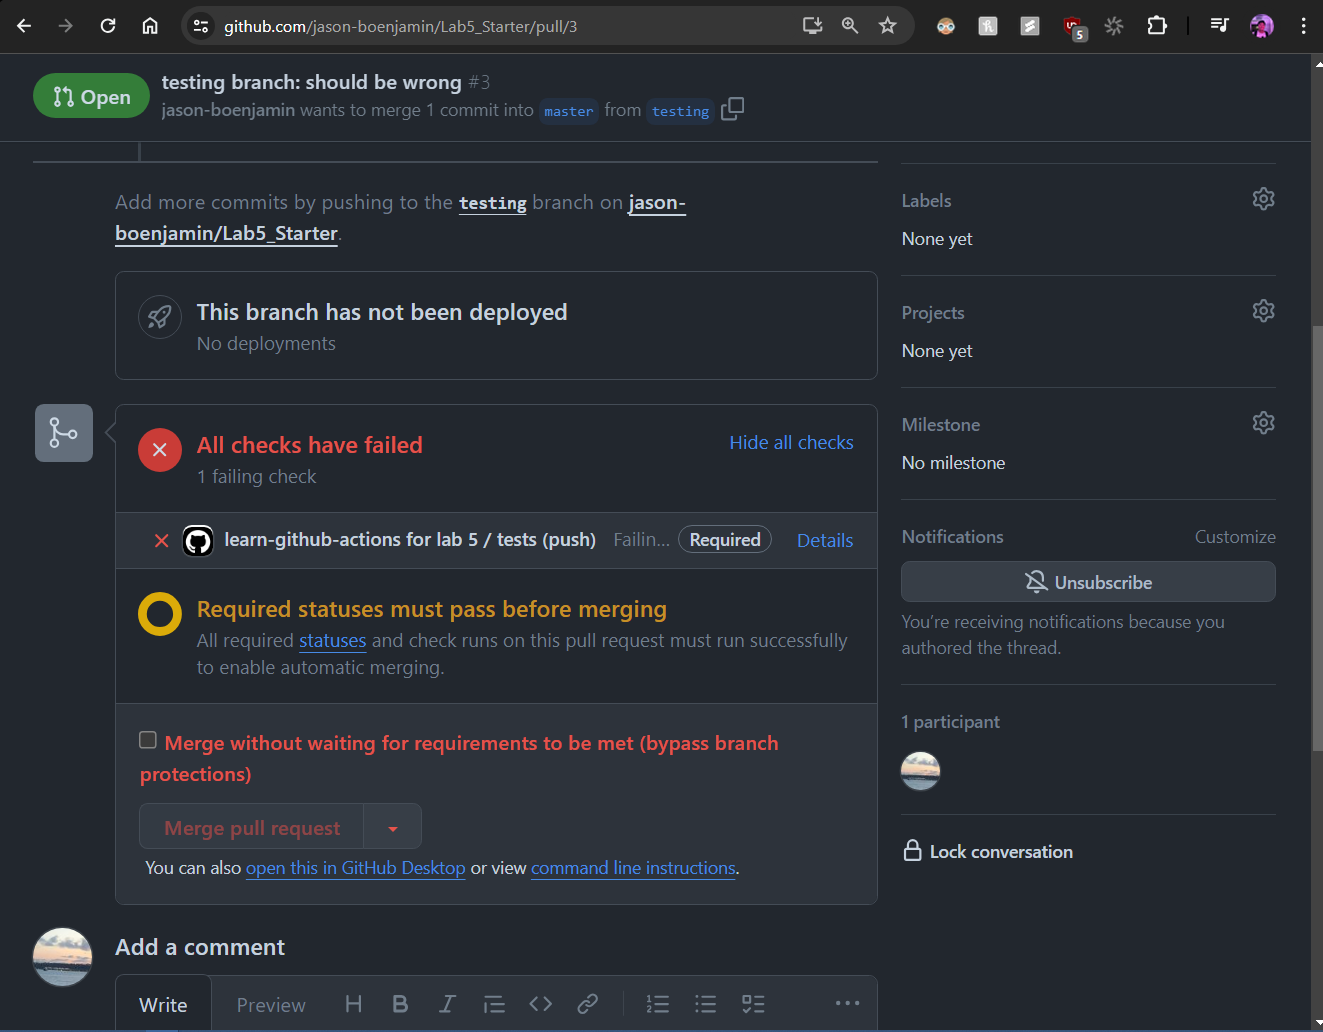 github.com/jason-boenjamin/Lab5_Starter/pull/3
5
Open
testing branch: should be wrong #3
jason-boenjamin wants to merge 1 commit into master from testing
Add more commits by pushing to the testing branch on jason-
boenjamin/Lab5_Starter.
This branch has not been deployed
No deployments
All checks have failed
Hide all checks
1 failing check
learn-github-actions for lab 5 / tests (push) Failin... Required Details
Required statuses must pass before merging
All required statuses and check runs on this pull request must run successfully
to enable automatic merging.
Merge without waiting for requirements to be met (bypass branch
protections)
Merge pull request
You can also open this in GitHub Desktop or view command line instructions.
Add a comment
Write Preview H B I
Labels
None yet
Projects
None yet
Milestone
No milestone
Notifications Customize
Unsubscribe
You're receiving notifications because you
authored the thread.
1 participant
Lock conversation